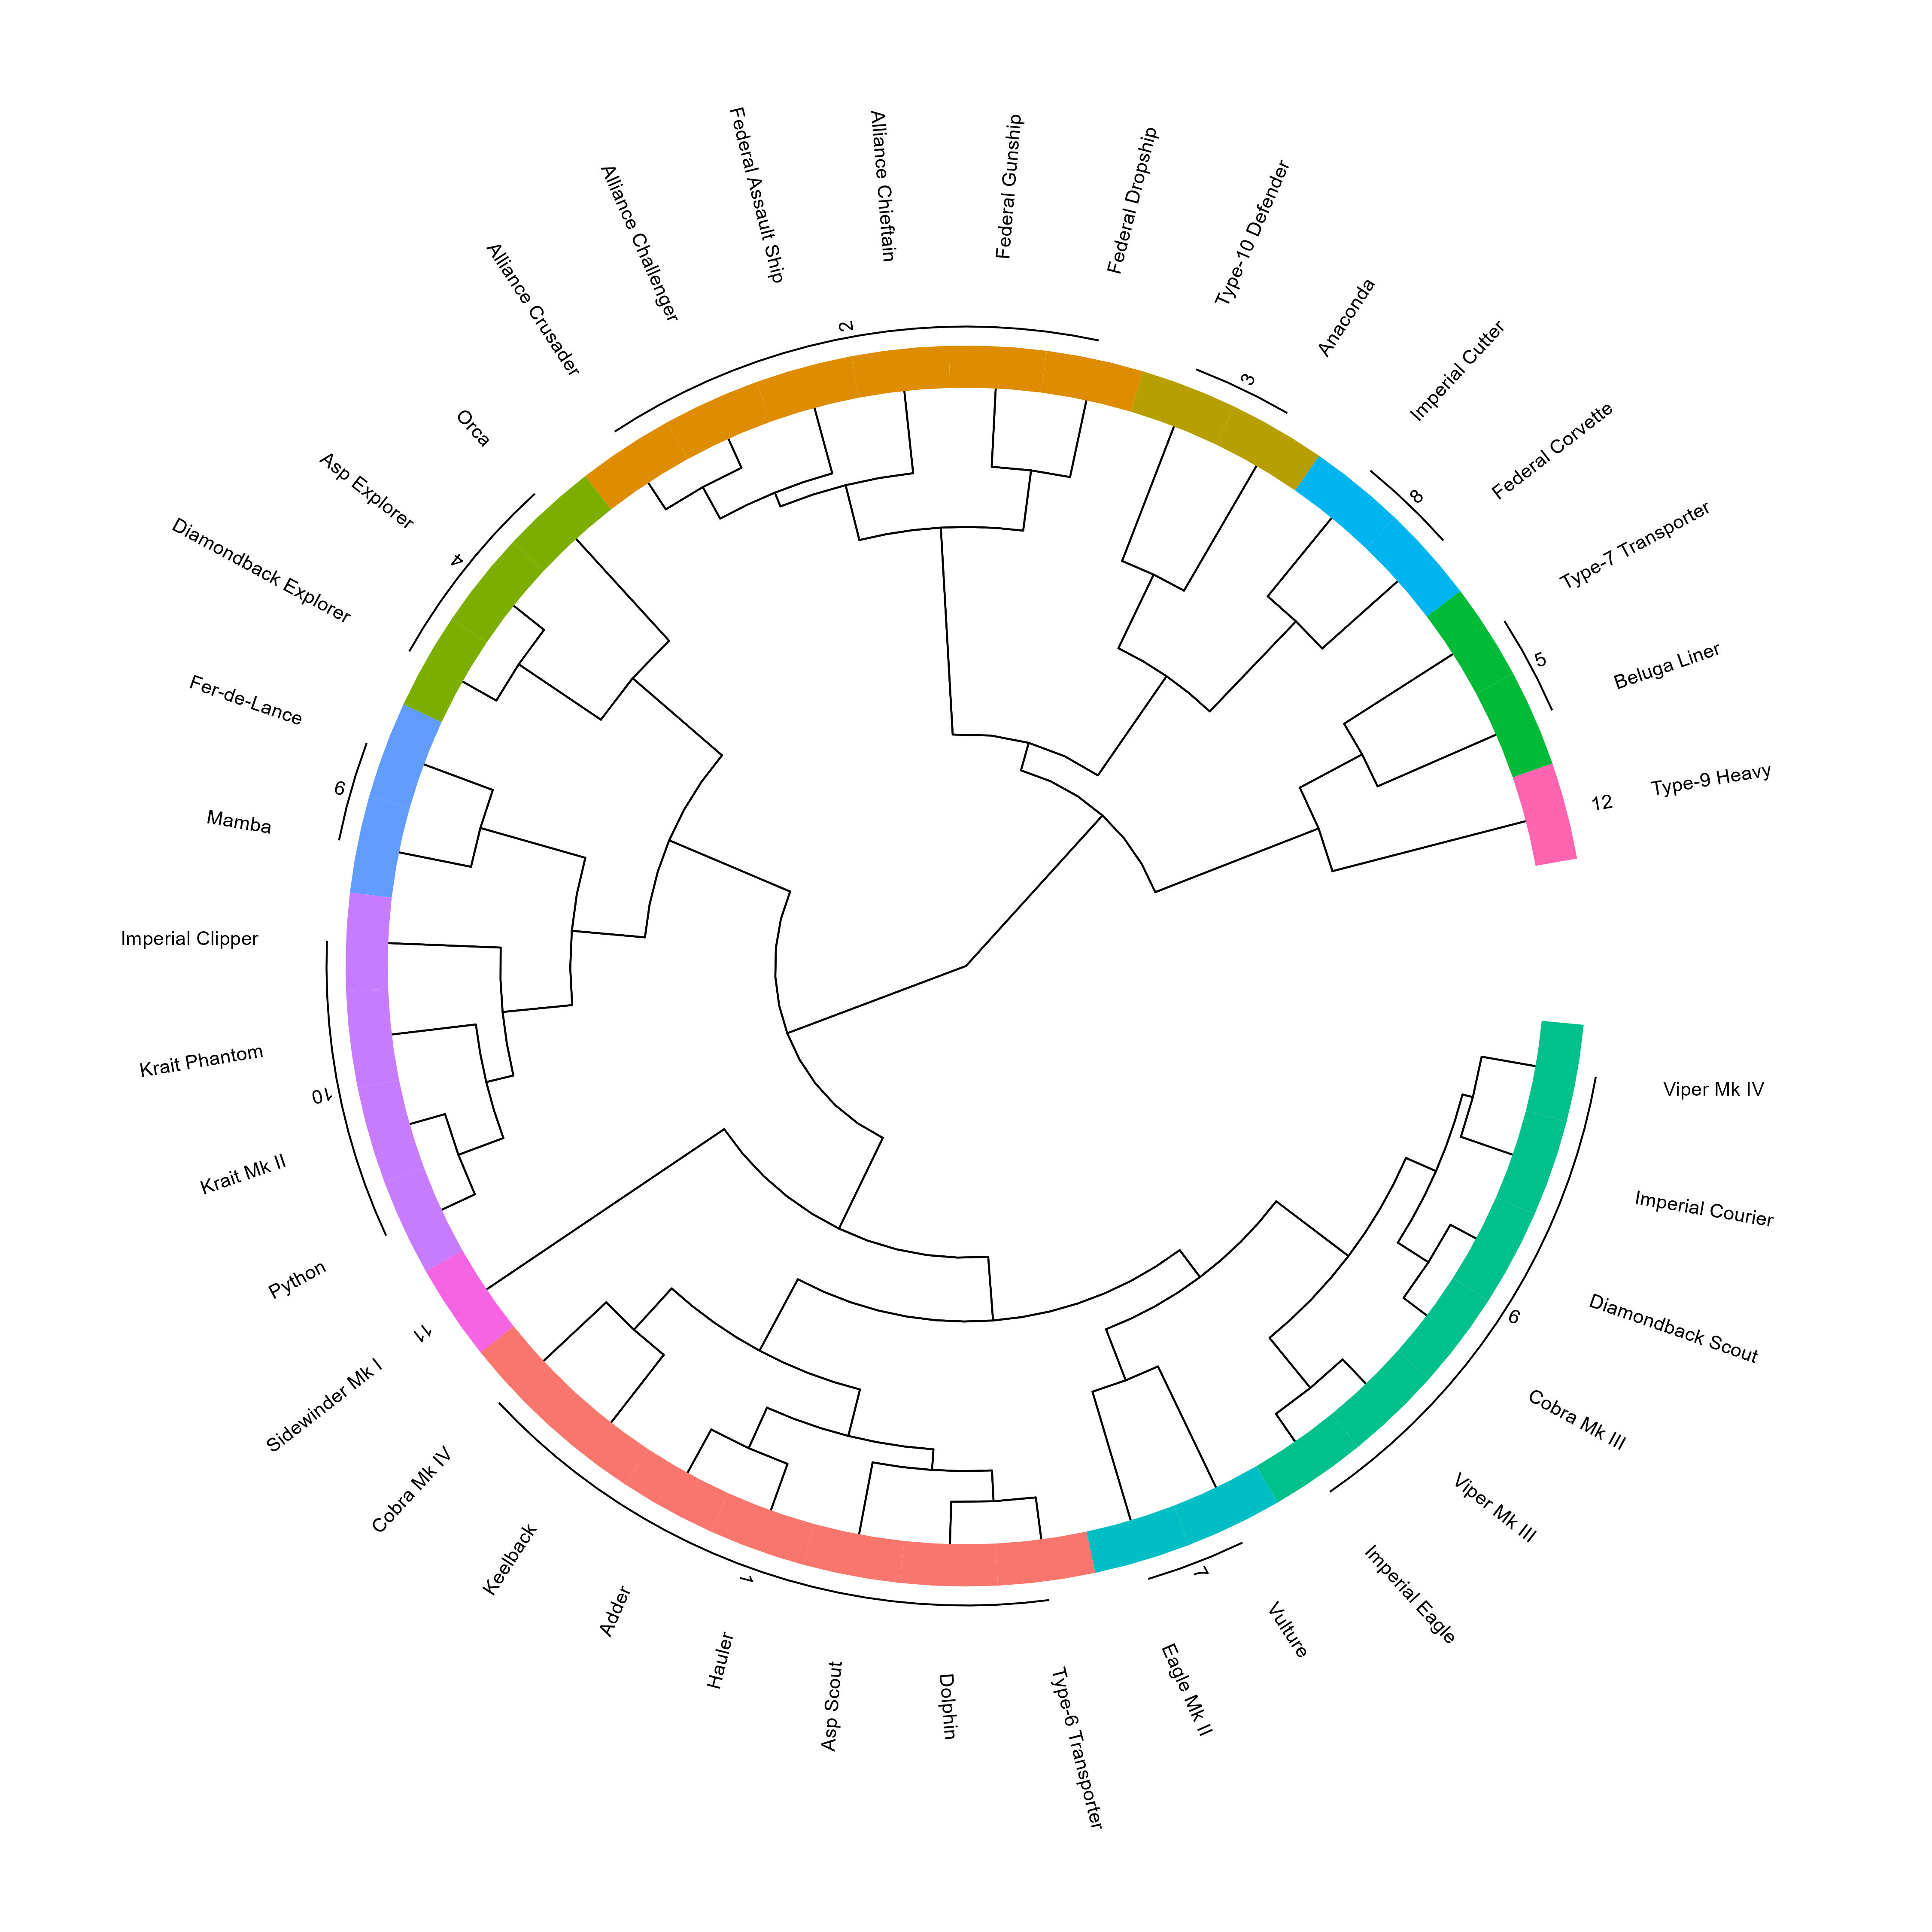 Federal Assault Ship
Alliance Chieftain
Federal Gunship
Federal Dropship
Type-10 Defender
Alliance Challenger
Alliance Crusader
Anaconda
Imperial Cutter
2
3
Orca
Federal Corvette
Asp Explorer
8
Type-7 Transporter
Diamondback Explorer
4
5
Beluga Liner
Fer-de-Lance
9
Type-9 Heavy
12
Mamba
Imperial Clipper
Krait Phantom
10
Viper Mk IV
Krait Mk II
Imperial Courier
Python
6
Diamondback Scout
11
Sidewinder Mk I
Cobra Mk III
Cobra Mk IV
Viper Mk III
Keelback
1
7
Imperial Eagle
Adder
Hauler
Asp Scout
Dolphin
Type-6 Transporter
Eagle Mk II
Vulture